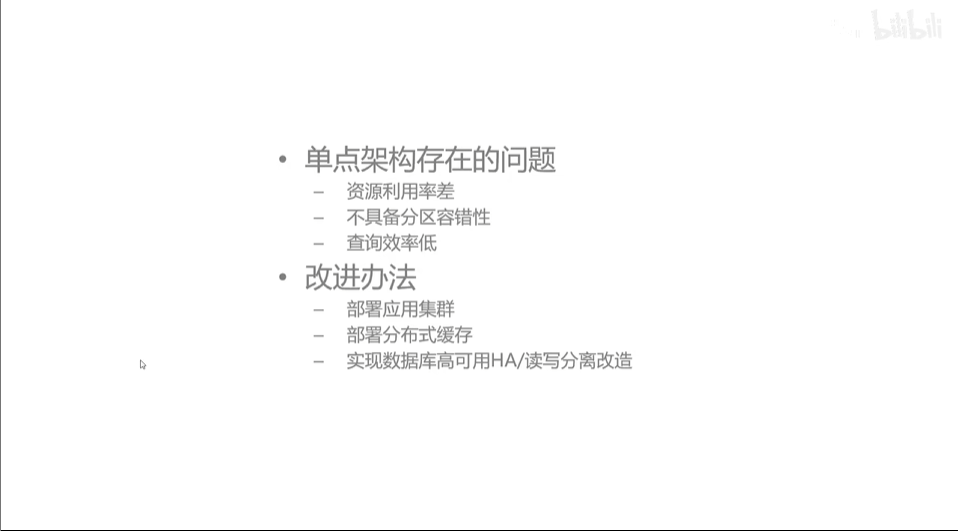 bilibili
• 单点架构存在的问题
– 资源利用率差
– 不具备分区容错性
– 查询效率低
• 改进办法
– 部署应用集群
– 部署分布式缓存
– 实现数据库高可用HA/读写分离改造